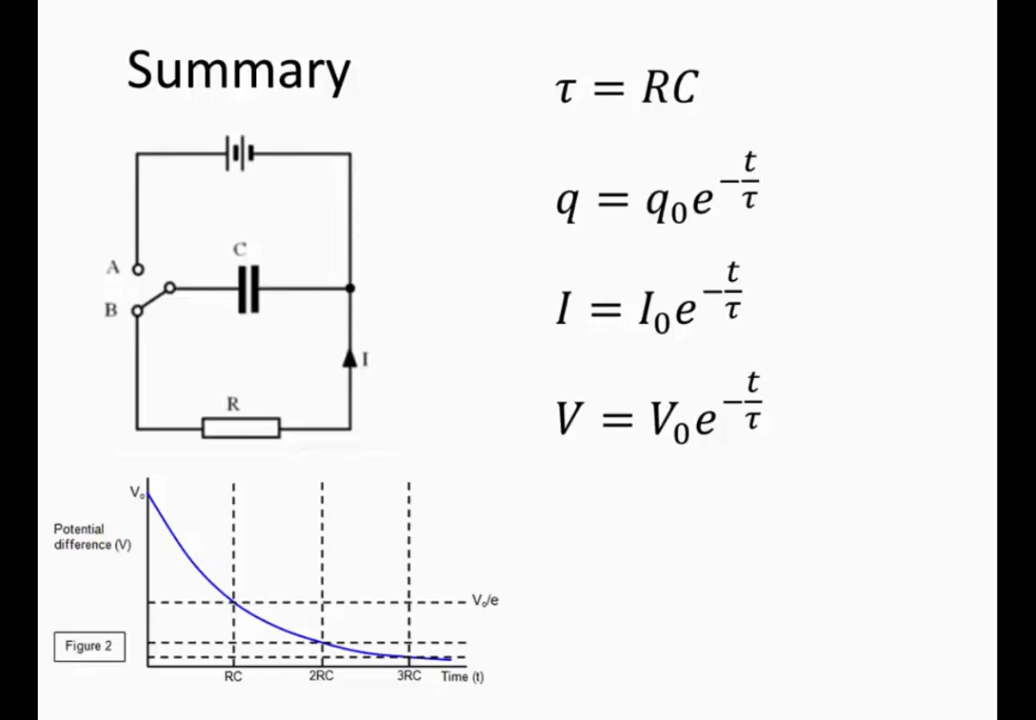 Summary
τ = RC
q = q₀e^(-t/τ)
I = I₀e^(-t/τ)
V = V₀e^(-t/τ)
C
A
B
I
R
V₀
Potential
difference (V)
V₀/e
Figure 2
RC 2RC 3RC Time (t)